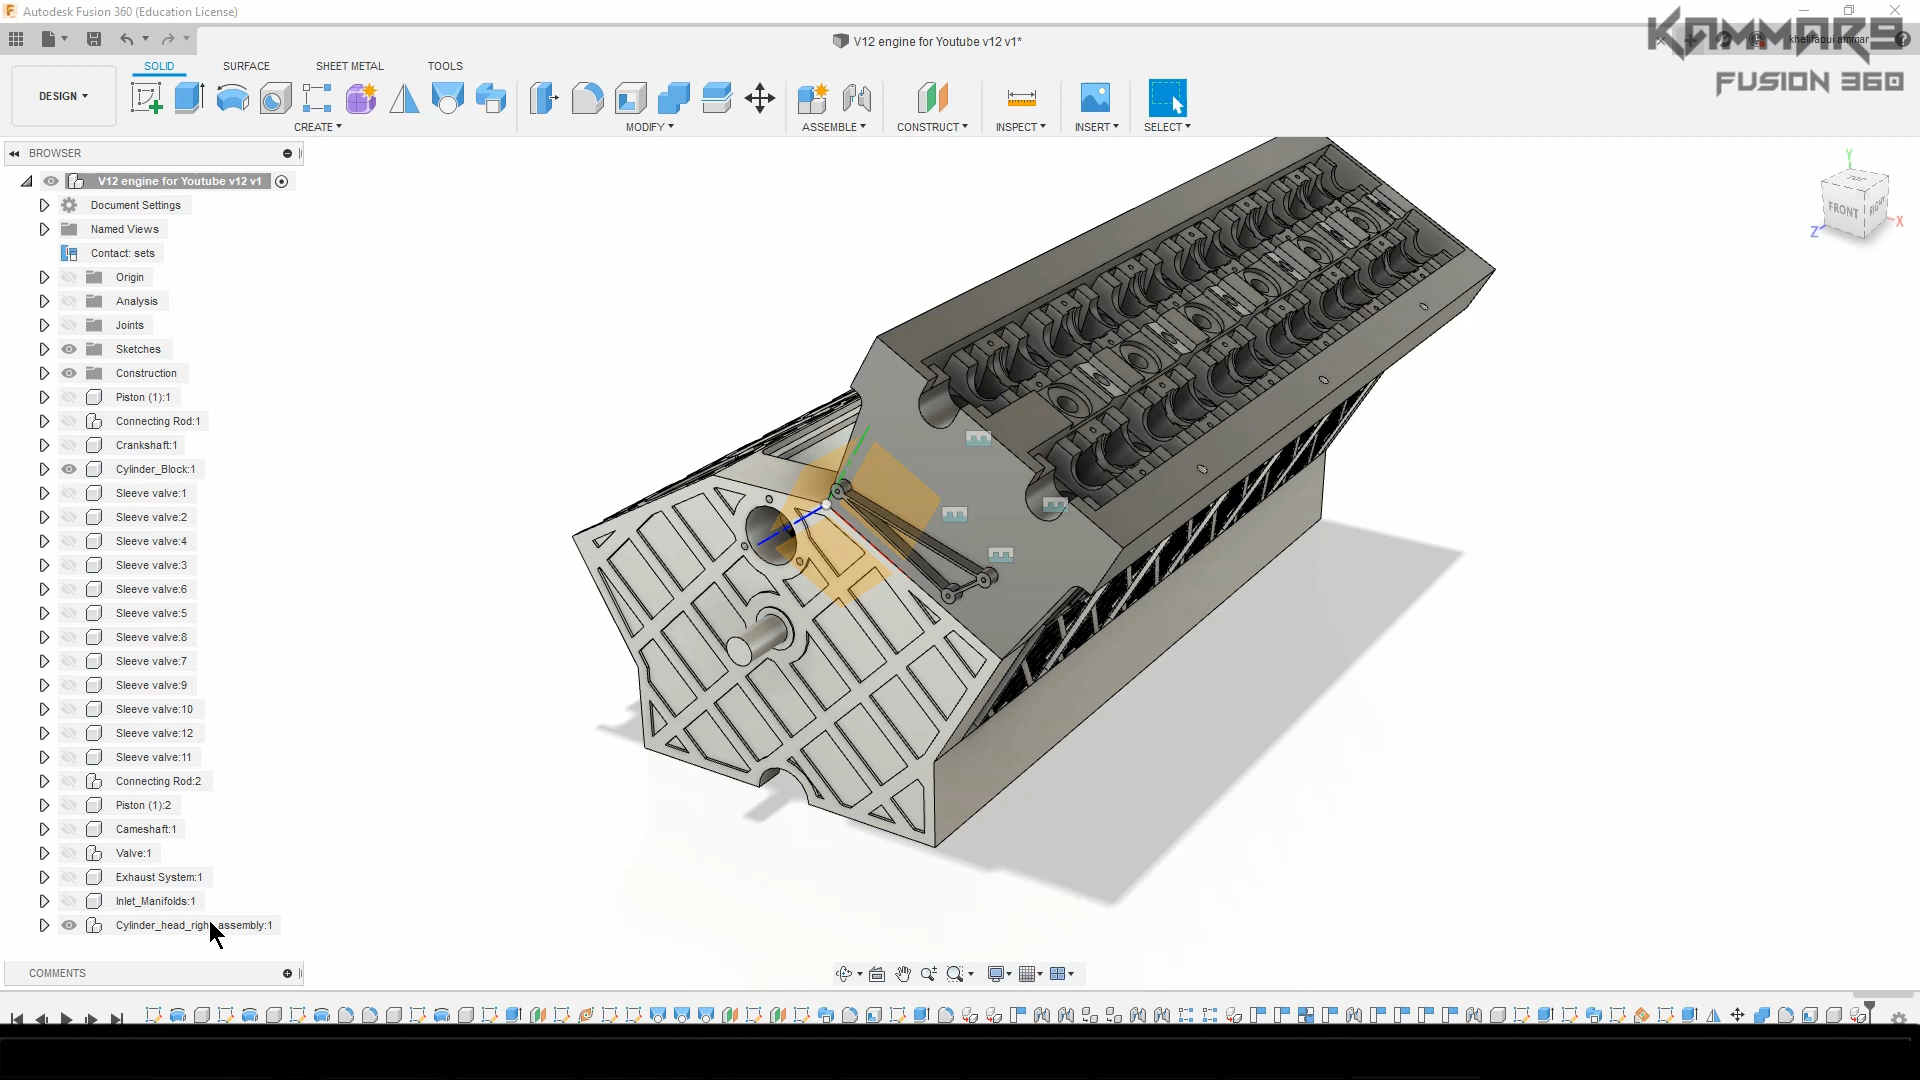 Autodesk Fusion 360 (Education License)
V12 engine for Youtube v12 v1*
khelifaoui ammar
KAMMAR9
FUSION 360
SOLID SURFACE SHEET METAL TOOLS
DESIGN
CREATE MODIFY ASSEMBLE CONSTRUCT INSPECT INSERT SELECT
BROWSER
V12 engine for Youtube v12 v1
Document Settings
Named Views
Contact: sets
Origin
Analysis
Joints
Sketches
Construction
Piston (1):1
Connecting Rod:1
Crankshaft:1
Cylinder_Block:1
Sleeve valve:1
Sleeve valve:2
Sleeve valve:4
Sleeve valve:3
Sleeve valve:6
Sleeve valve:5
Sleeve valve:8
Sleeve valve:7
Sleeve valve:9
Sleeve valve:10
Sleeve valve:12
Sleeve valve:11
Connecting Rod:2
Piston (1):2
Cameshaft:1
Valve:1
Exhaust System:1
Inlet_Manifolds:1
Cylinder_head_righ assembly:1
COMMENTS
Y
TOP
FRONT
RIGHT
X
Z